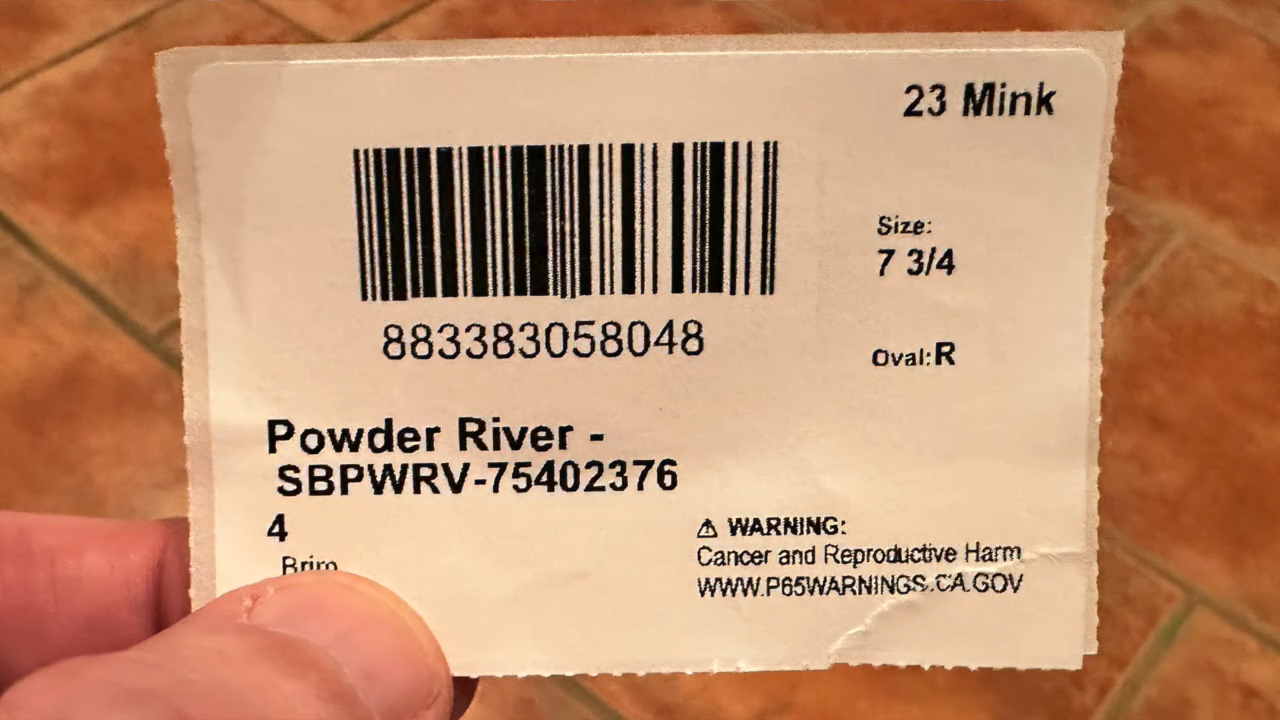 23 Mink
883383058048
Size:
7 3/4
Oval:R
Powder River -
SBPWRV-75402376
4
⚠ WARNING:
Cancer and Reproductive Harm
WWW.P65WARNINGS.CA.GOV